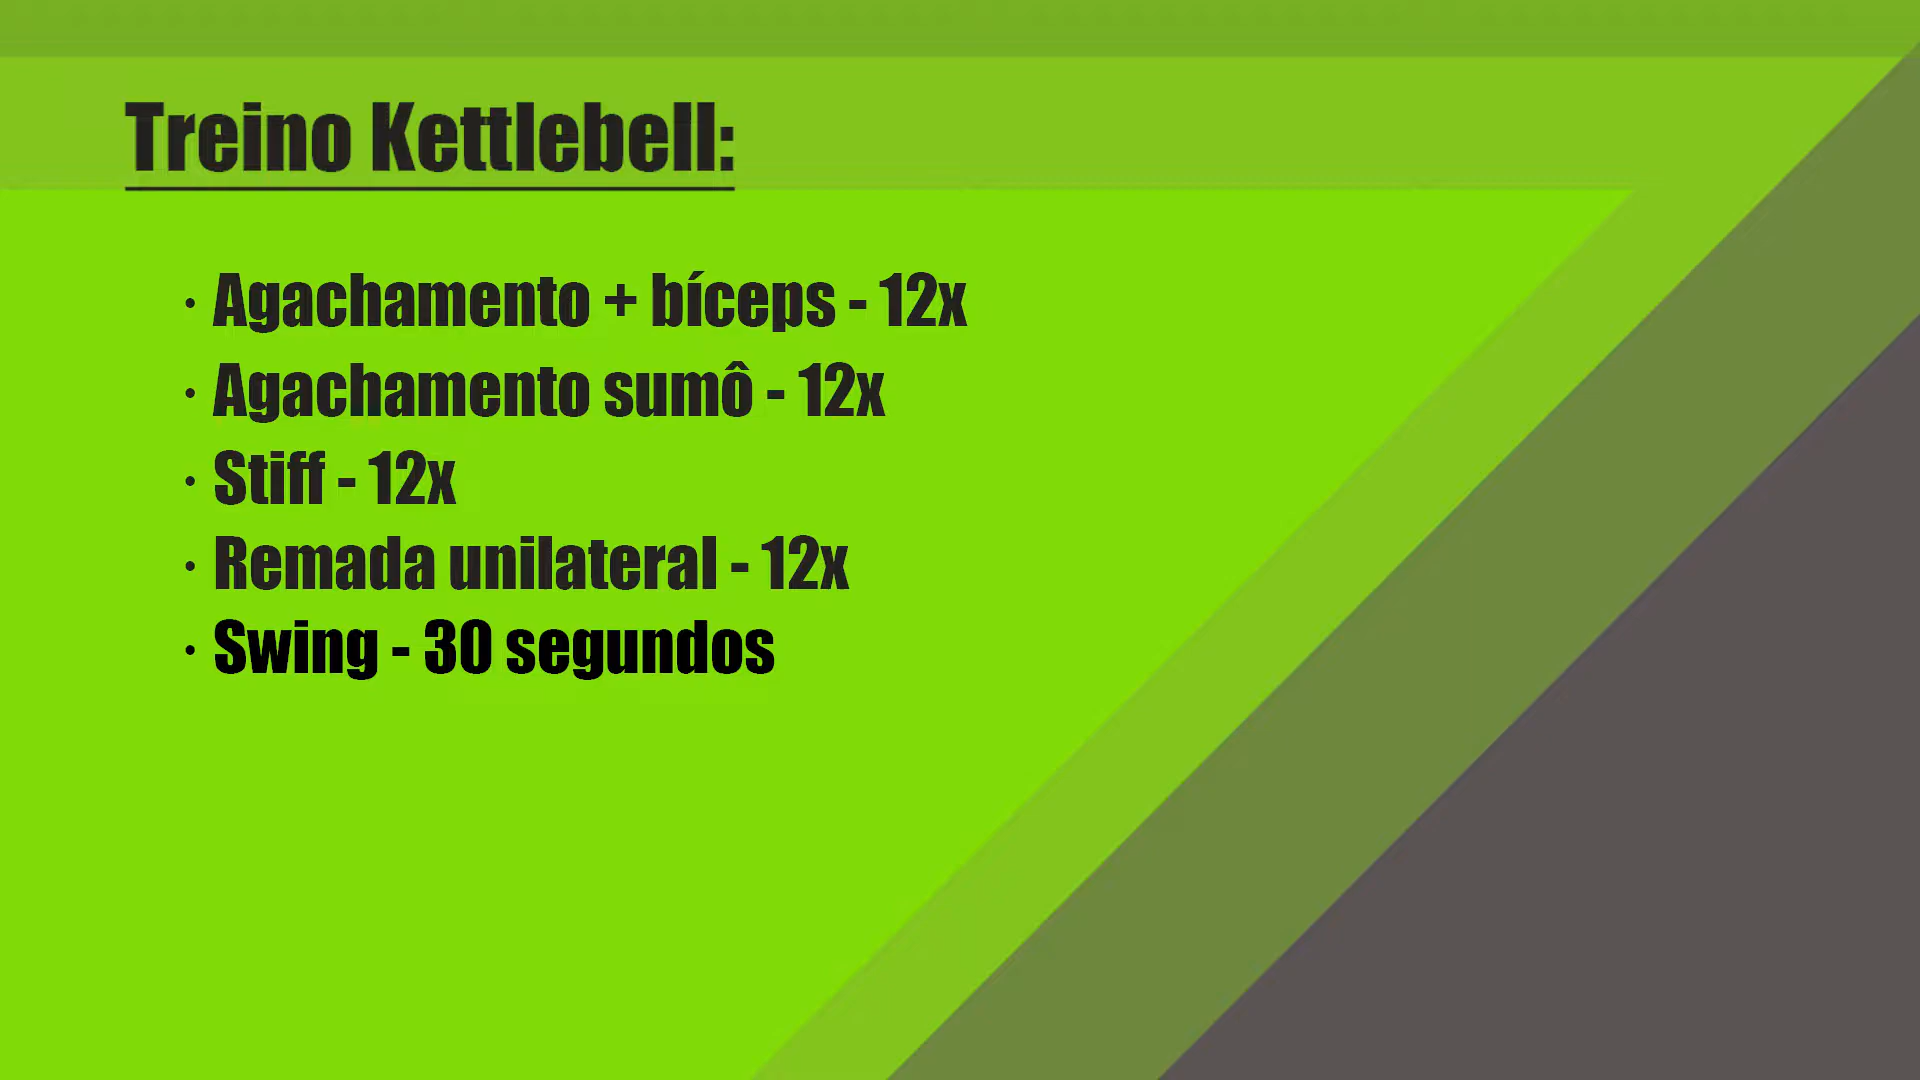 Treino Kettlebell:
· Agachamento + bíceps - 12x
· Agachamento sumô - 12x
· Stiff - 12x
· Remada unilateral - 12x
· Swing - 30 segundos